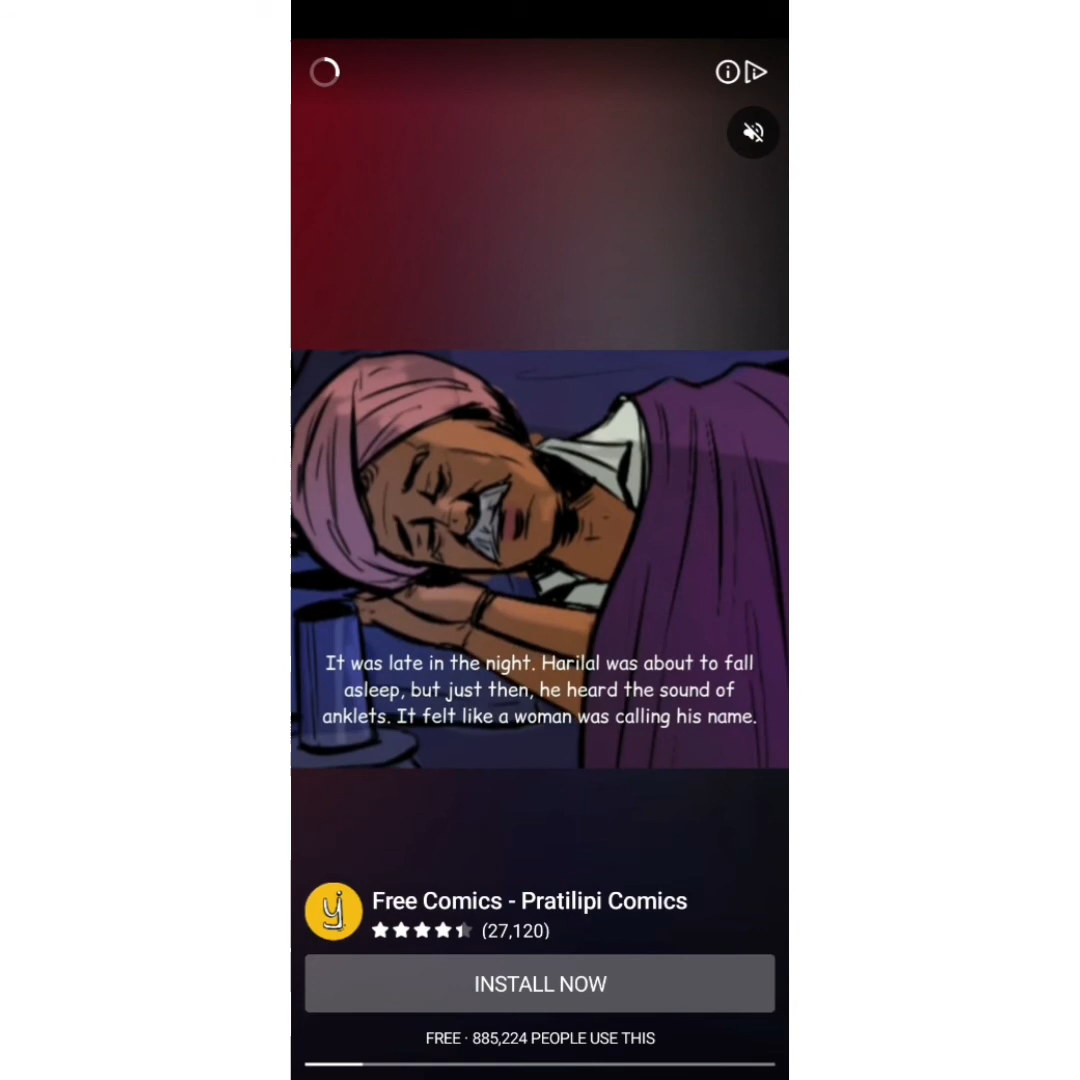 It was late in the night. Harilal was about to fall
asleep, but just then, he heard the sound of
anklets. It felt like a woman was calling his name.
Free Comics - Pratilipi Comics
(27,120)
INSTALL NOW
FREE · 885,224 PEOPLE USE THIS